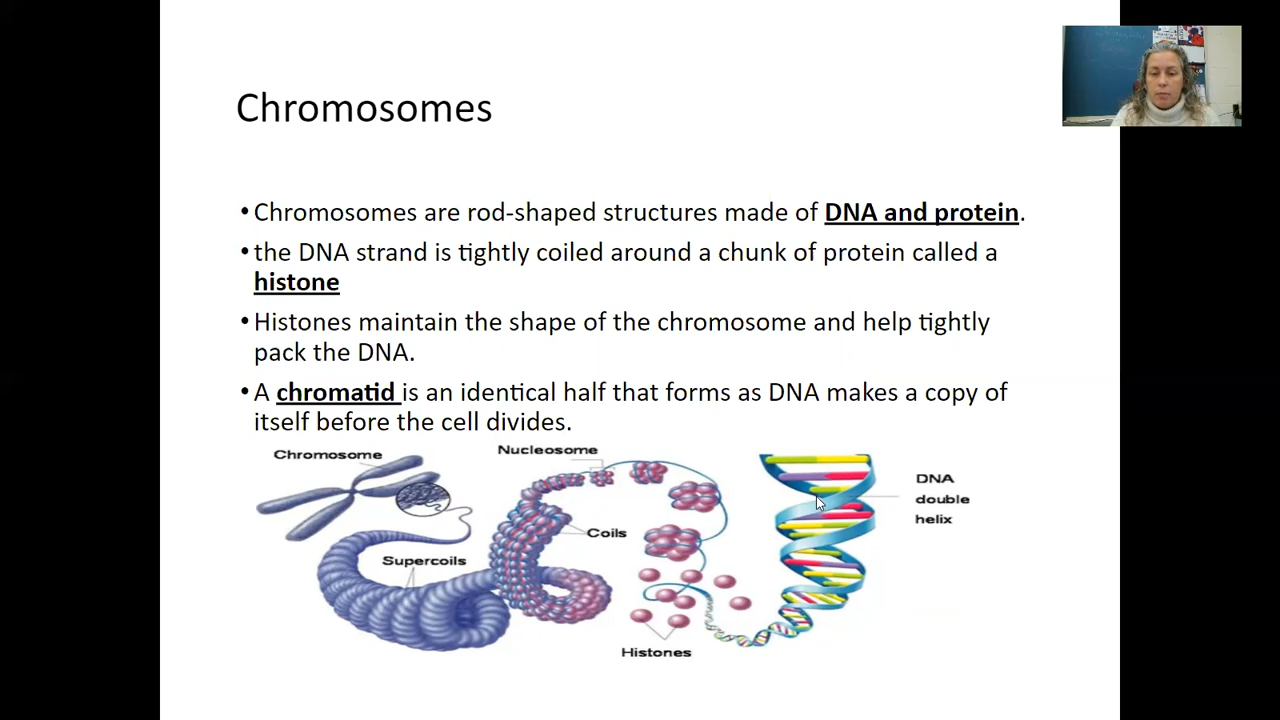 Chromosomes
• Chromosomes are rod-shaped structures made of DNA and protein.
• the DNA strand is tightly coiled around a chunk of protein called a
histone
• Histones maintain the shape of the chromosome and help tightly
pack the DNA.
• A chromatid is an identical half that forms as DNA makes a copy of
itself before the cell divides.
Chromosome
Nucleosome
DNA
double
helix
Coils
Supercoils
Histones